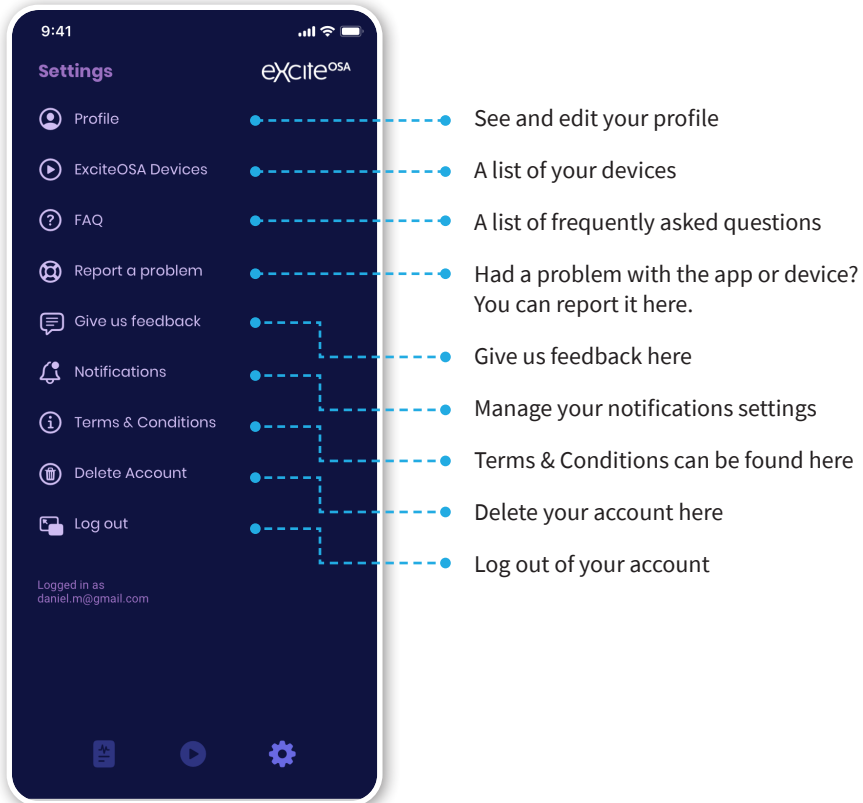 9:41
Settings
eXciteOSA
Profile
See and edit your profile
ExciteOSA Devices
A list of your devices
FAQ
A list of frequently asked questions
Report a problem
Had a problem with the app or device?
You can report it here.
Give us feedback
Give us feedback here
Notifications
Manage your notifications settings
Terms & Conditions
Terms & Conditions can be found here
Delete Account
Delete your account here
Log out
Log out of your account
Logged in as
daniel.m@gmail.com